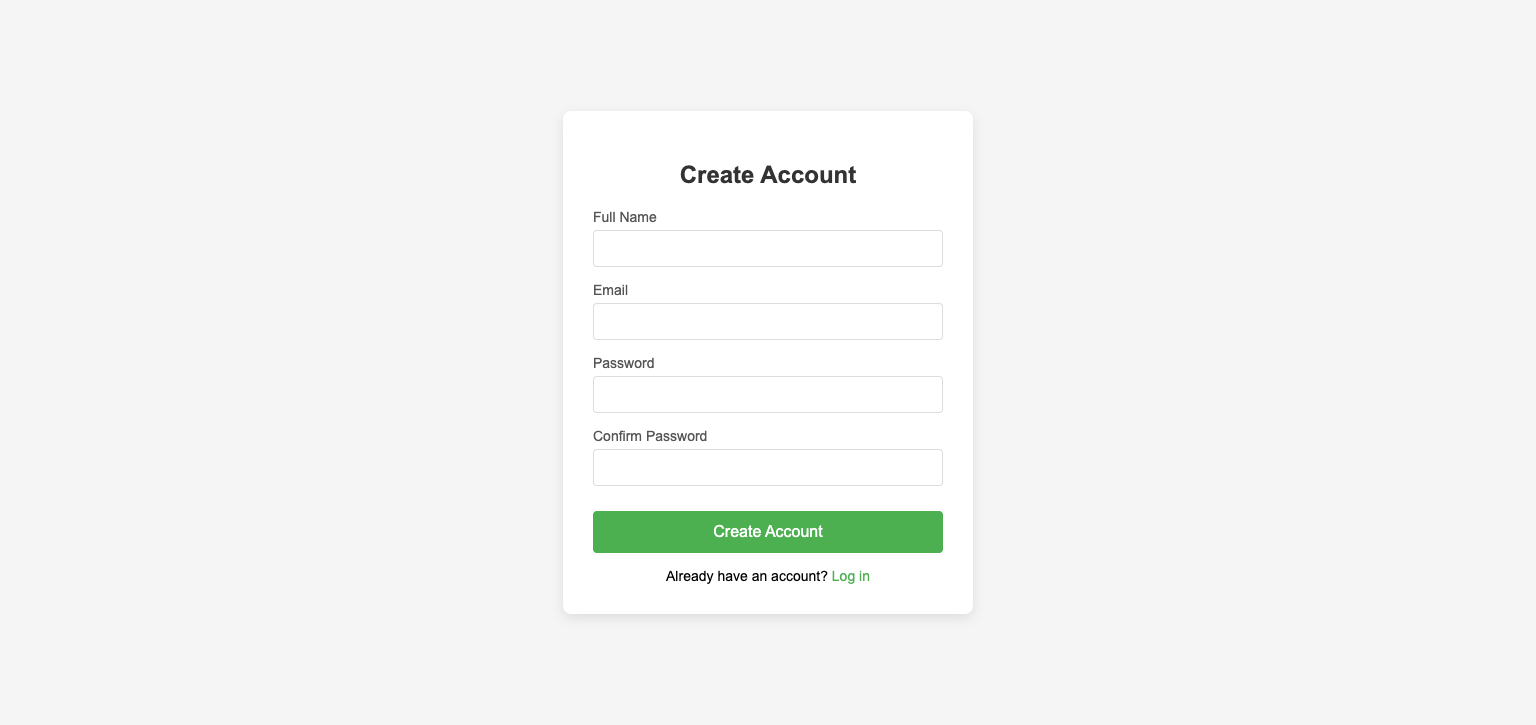 Create Account
Full Name
Email
Password
Confirm Password
Create Account
Already have an account? Log in